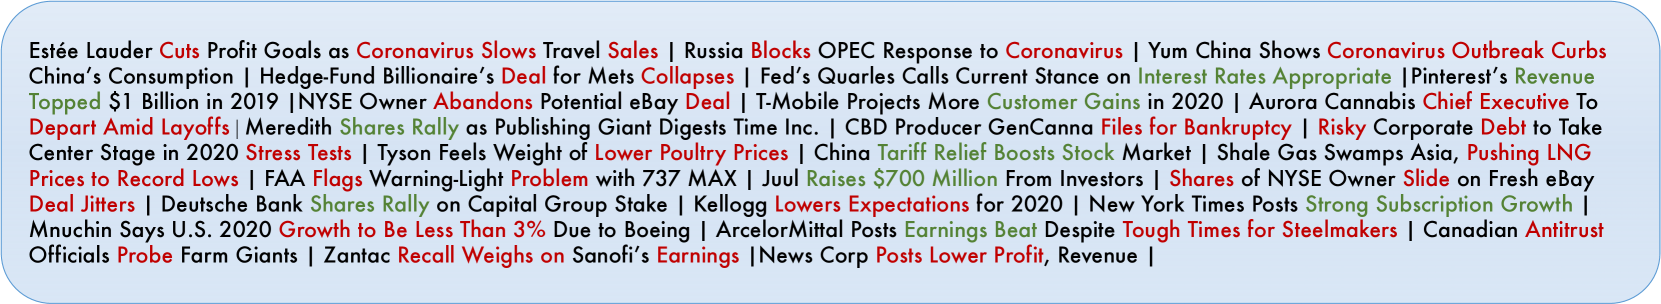 Estée Lauder Cuts Profit Goals as Coronavirus Slows Travel Sales | Russia Blocks OPEC Response to Coronavirus | Yum China Shows Coronavirus Outbreak Curbs
China's Consumption | Hedge-Fund Billionaire's Deal for Mets Collapses | Fed's Quarles Calls Current Stance on Interest Rates Appropriate |Pinterest's Revenue
Topped $1 Billion in 2019 |NYSE Owner Abandons Potential eBay Deal | T-Mobile Projects More Customer Gains in 2020 | Aurora Cannabis Chief Executive To
Depart Amid Layoffs | Meredith Shares Rally as Publishing Giant Digests Time Inc. | CBD Producer GenCanna Files for Bankruptcy | Risky Corporate Debt to Take
Center Stage in 2020 Stress Tests | Tyson Feels Weight of Lower Poultry Prices | China Tariff Relief Boosts Stock Market | Shale Gas Swamps Asia, Pushing LNG
Prices to Record Lows | FAA Flags Warning-Light Problem with 737 MAX | Juul Raises $700 Million From Investors | Shares of NYSE Owner Slide on Fresh eBay
Deal Jitters | Deutsche Bank Shares Rally on Capital Group Stake | Kellogg Lowers Expectations for 2020 | New York Times Posts Strong Subscription Growth |
Mnuchin Says U.S. 2020 Growth to Be Less Than 3% Due to Boeing | ArcelorMittal Posts Earnings Beat Despite Tough Times for Steelmakers | Canadian Antitrust
Officials Probe Farm Giants | Zantac Recall Weighs on Sanofi's Earnings |News Corp Posts Lower Profit, Revenue |